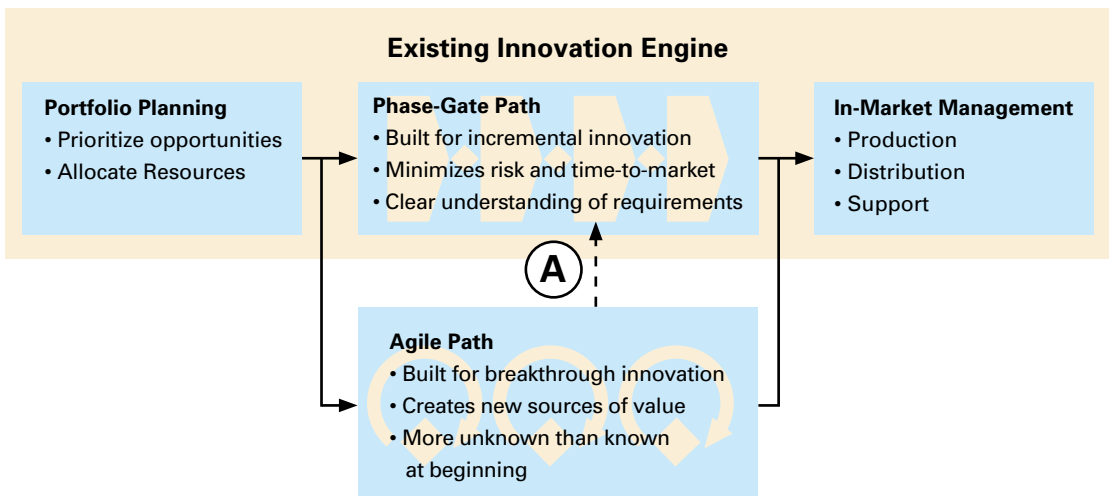 Existing Innovation Engine
Portfolio Planning
• Prioritize opportunities
• Allocate Resources
Phase-Gate Path
• Built for incremental innovation
• Minimizes risk and time-to-market
• Clear understanding of requirements
In-Market Management
• Production
• Distribution
• Support
A
Agile Path
• Built for breakthrough innovation
• Creates new sources of value
• More unknown than known
at beginning